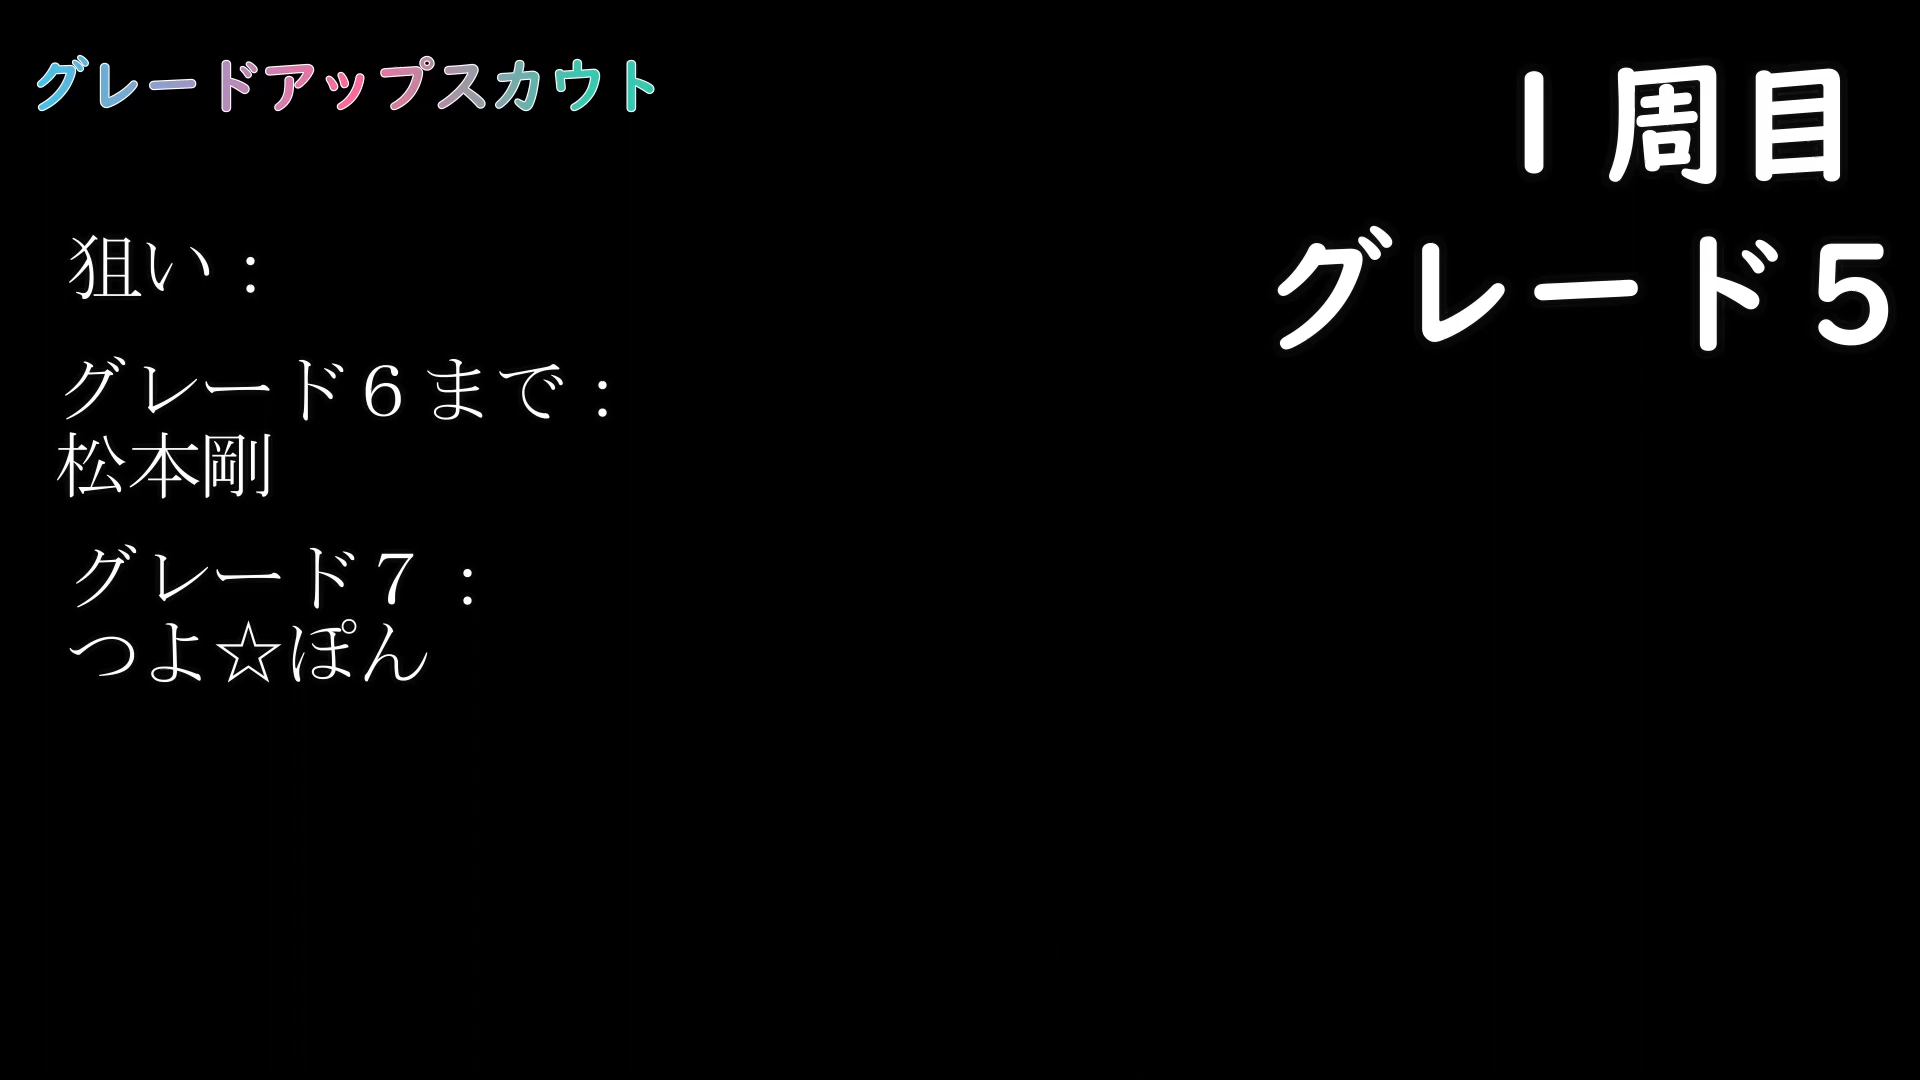 グレードアップスカウト
１周目
グレード５
狙い：
グレード６まで：
松本剛
グレード７：
つよ☆ぽん